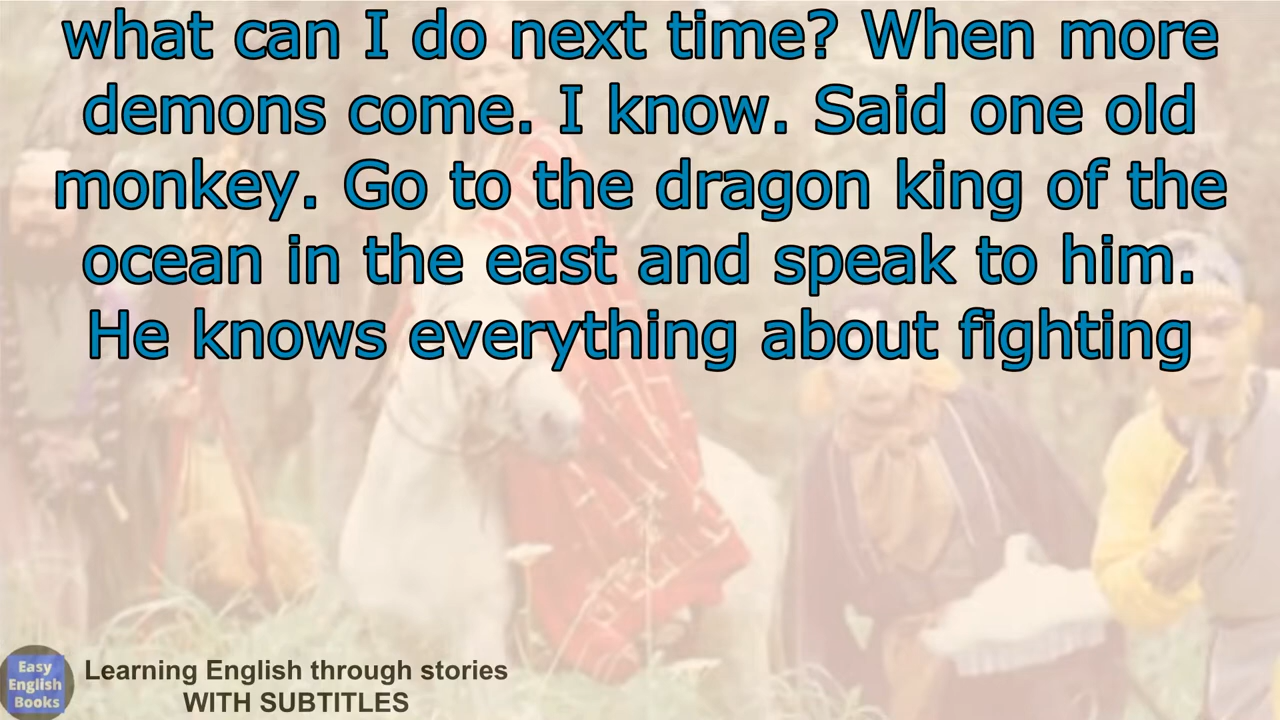 what can I do next time? When more
demons come. I know. Said one old
monkey. Go to the dragon king of the
ocean in the east and speak to him.
He knows everything about fighting
Easy
English
Books
Learning English through stories
WITH SUBTITLES